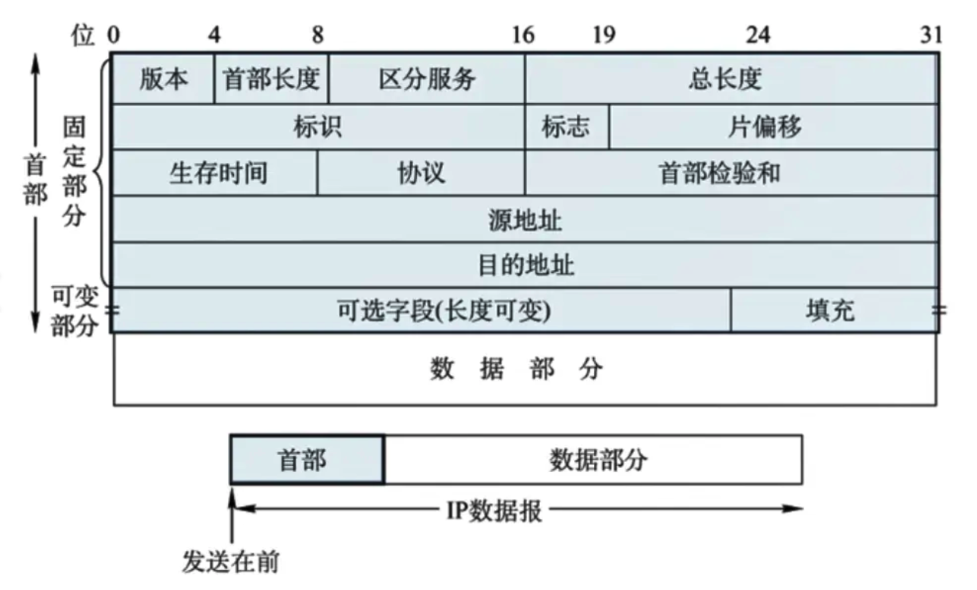 位 0 4 8 16 19 24 31
版本 首部长度 区分服务 总长度
标识 标志 片偏移
生存时间 协议 首部检验和
源地址
目的地址
可选字段(长度可变) 填充
数 据 部 分
首部
固定部分
可变
部分
首部 数据部分
IP数据报
发送在前